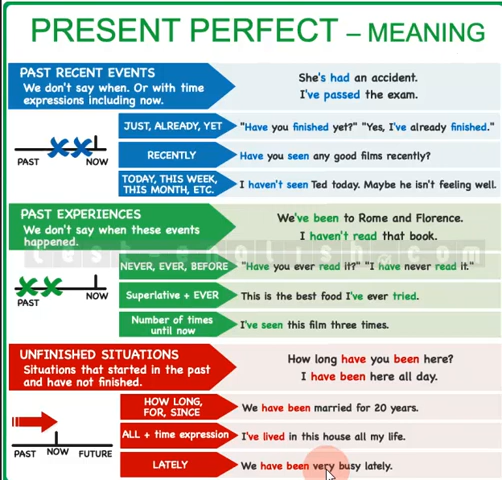 PRESENT PERFECT – MEANING
PAST RECENT EVENTS
We don't say when. Or with time
expressions including now.
She's had an accident.
I've passed the exam.
PAST
NOW
JUST, ALREADY, YET
"Have you finished yet?" "Yes, I've already finished."
RECENTLY
Have you seen any good films recently?
TODAY, THIS WEEK,
THIS MONTH, ETC.
I haven't seen Ted today. Maybe he isn't feeling well.
PAST EXPERIENCES
We don't say when these events
happened.
We've been to Rome and Florence.
I haven't read that book.
test-english.com
PAST
NOW
NEVER, EVER, BEFORE
"Have you ever read it?" "I have never read it."
Superlative + EVER
This is the best food I've ever tried.
Number of times
until now
I've seen this film three times.
UNFINISHED SITUATIONS
Situations that started in the past
and have not finished.
How long have you been here?
I have been here all day.
PAST
NOW
FUTURE
HOW LONG,
FOR, SINCE
We have been married for 20 years.
ALL + time expression
I've lived in this house all my life.
LATELY
We have been very busy lately.